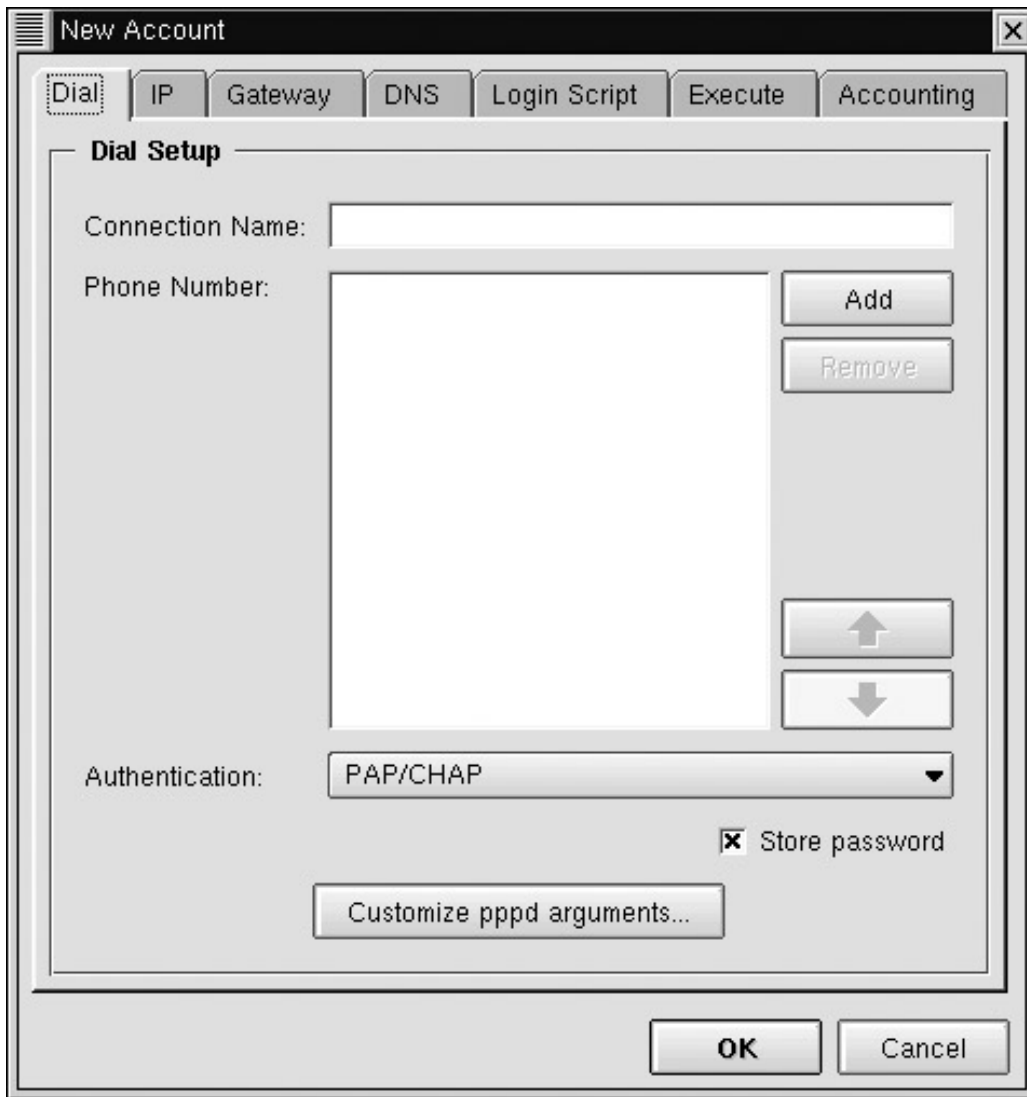 New Account
Dial IP Gateway DNS Login Script Execute Accounting
Dial Setup
Connection Name:
Phone Number:
Add
Remove
Authentication: PAP/CHAP
Store password
Customize pppd arguments...
OK Cancel